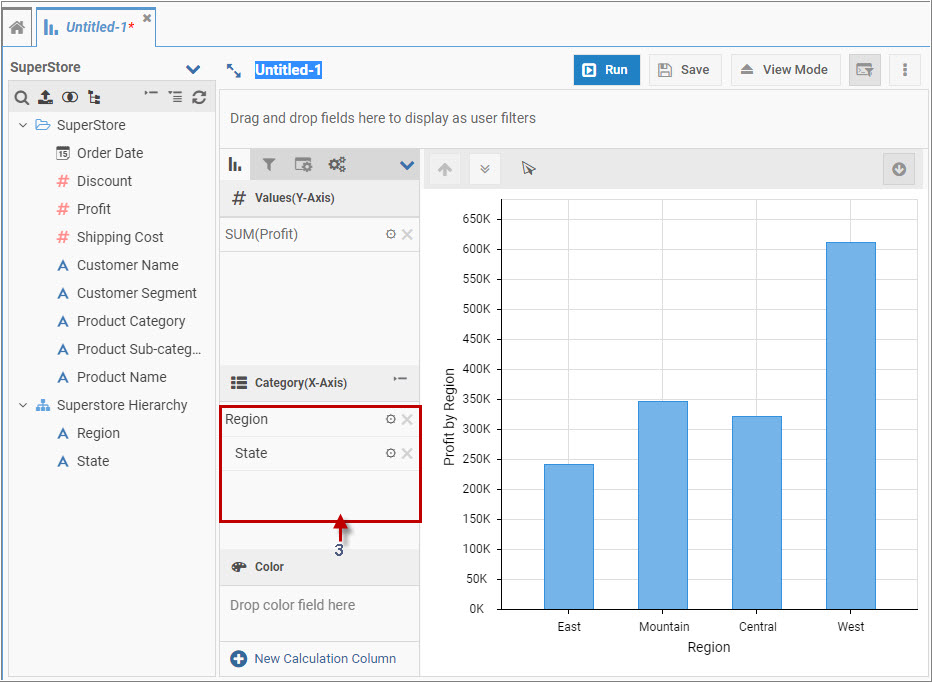 Untitled-1*
SuperStore
Untitled-1
Run
Save
View Mode
Drag and drop fields here to display as user filters
SuperStore
15 Order Date
# Discount
# Profit
# Shipping Cost
A Customer Name
A Customer Segment
A Product Category
A Product Sub-categ...
A Product Name
Superstore Hierarchy
A Region
A State
# Values(Y-Axis)
SUM(Profit)
Category(X-Axis)
Region
State
3
Color
Drop color field here
New Calculation Column
Profit by Region
650K
600K
550K
500K
450K
400K
350K
300K
250K
200K
150K
100K
50K
0K
East Mountain Central West
Region